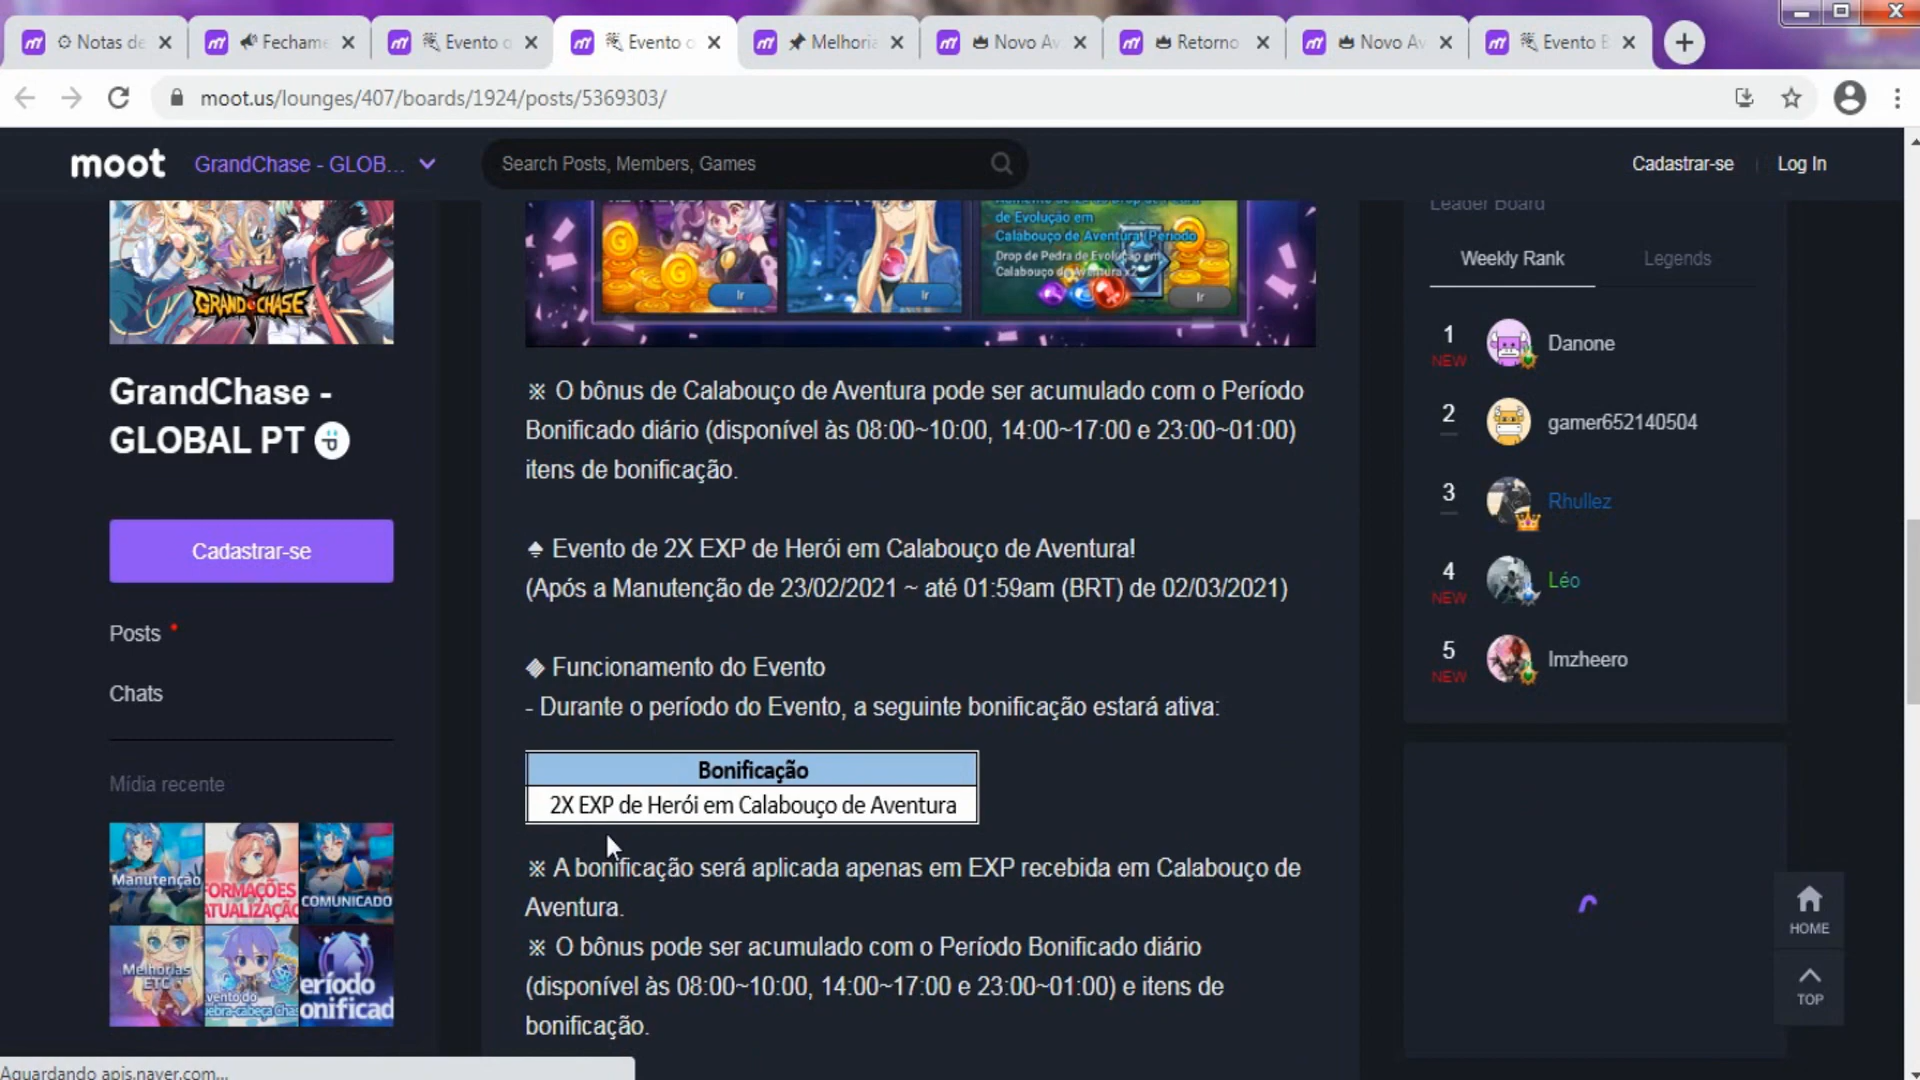 Notas de
Fechame
Evento o
Evento o
Melhoria
Novo Av
Retorno
Novo Av
Evento E
moot.us/lounges/407/boards/1924/posts/5369303/
moot
GrandChase - GLOB...
Search Posts, Members, Games
Cadastrar-se
Log In
GRANDCHASE
GrandChase -
GLOBAL PT
Cadastrar-se
Posts
Chats
Mídia recente
Manutenção
COMUNICADO
Melhorias
ETC
Ir
Ir
de Evolução em
Calabouço de Aventura (Período
Drop de Pedra de Evolução em
Calabouço de Aventura x2
Ir
※ O bônus de Calabouço de Aventura pode ser acumulado com o Período
Bonificado diário (disponível às 08:00~10:00, 14:00~17:00 e 23:00~01:00)
itens de bonificação.
♠ Evento de 2X EXP de Herói em Calabouço de Aventura!
(Após a Manutenção de 23/02/2021 ~ até 01:59am (BRT) de 02/03/2021)
Funcionamento do Evento
- Durante o período do Evento, a seguinte bonificação estará ativa:
Bonificação
2X EXP de Herói em Calabouço de Aventura
※ A bonificação será aplicada apenas em EXP recebida em Calabouço de
Aventura.
※ O bônus pode ser acumulado com o Período Bonificado diário
(disponível às 08:00~10:00, 14:00~17:00 e 23:00~01:00) e itens de
bonificação.
Leader Board
Weekly Rank
Legends
1
NEW
Danone
2
gamer652140504
3
Rhullez
4
NEW
Léo
5
NEW
Imzheero
HOME
TOP
Aguardando apis.naver.com...